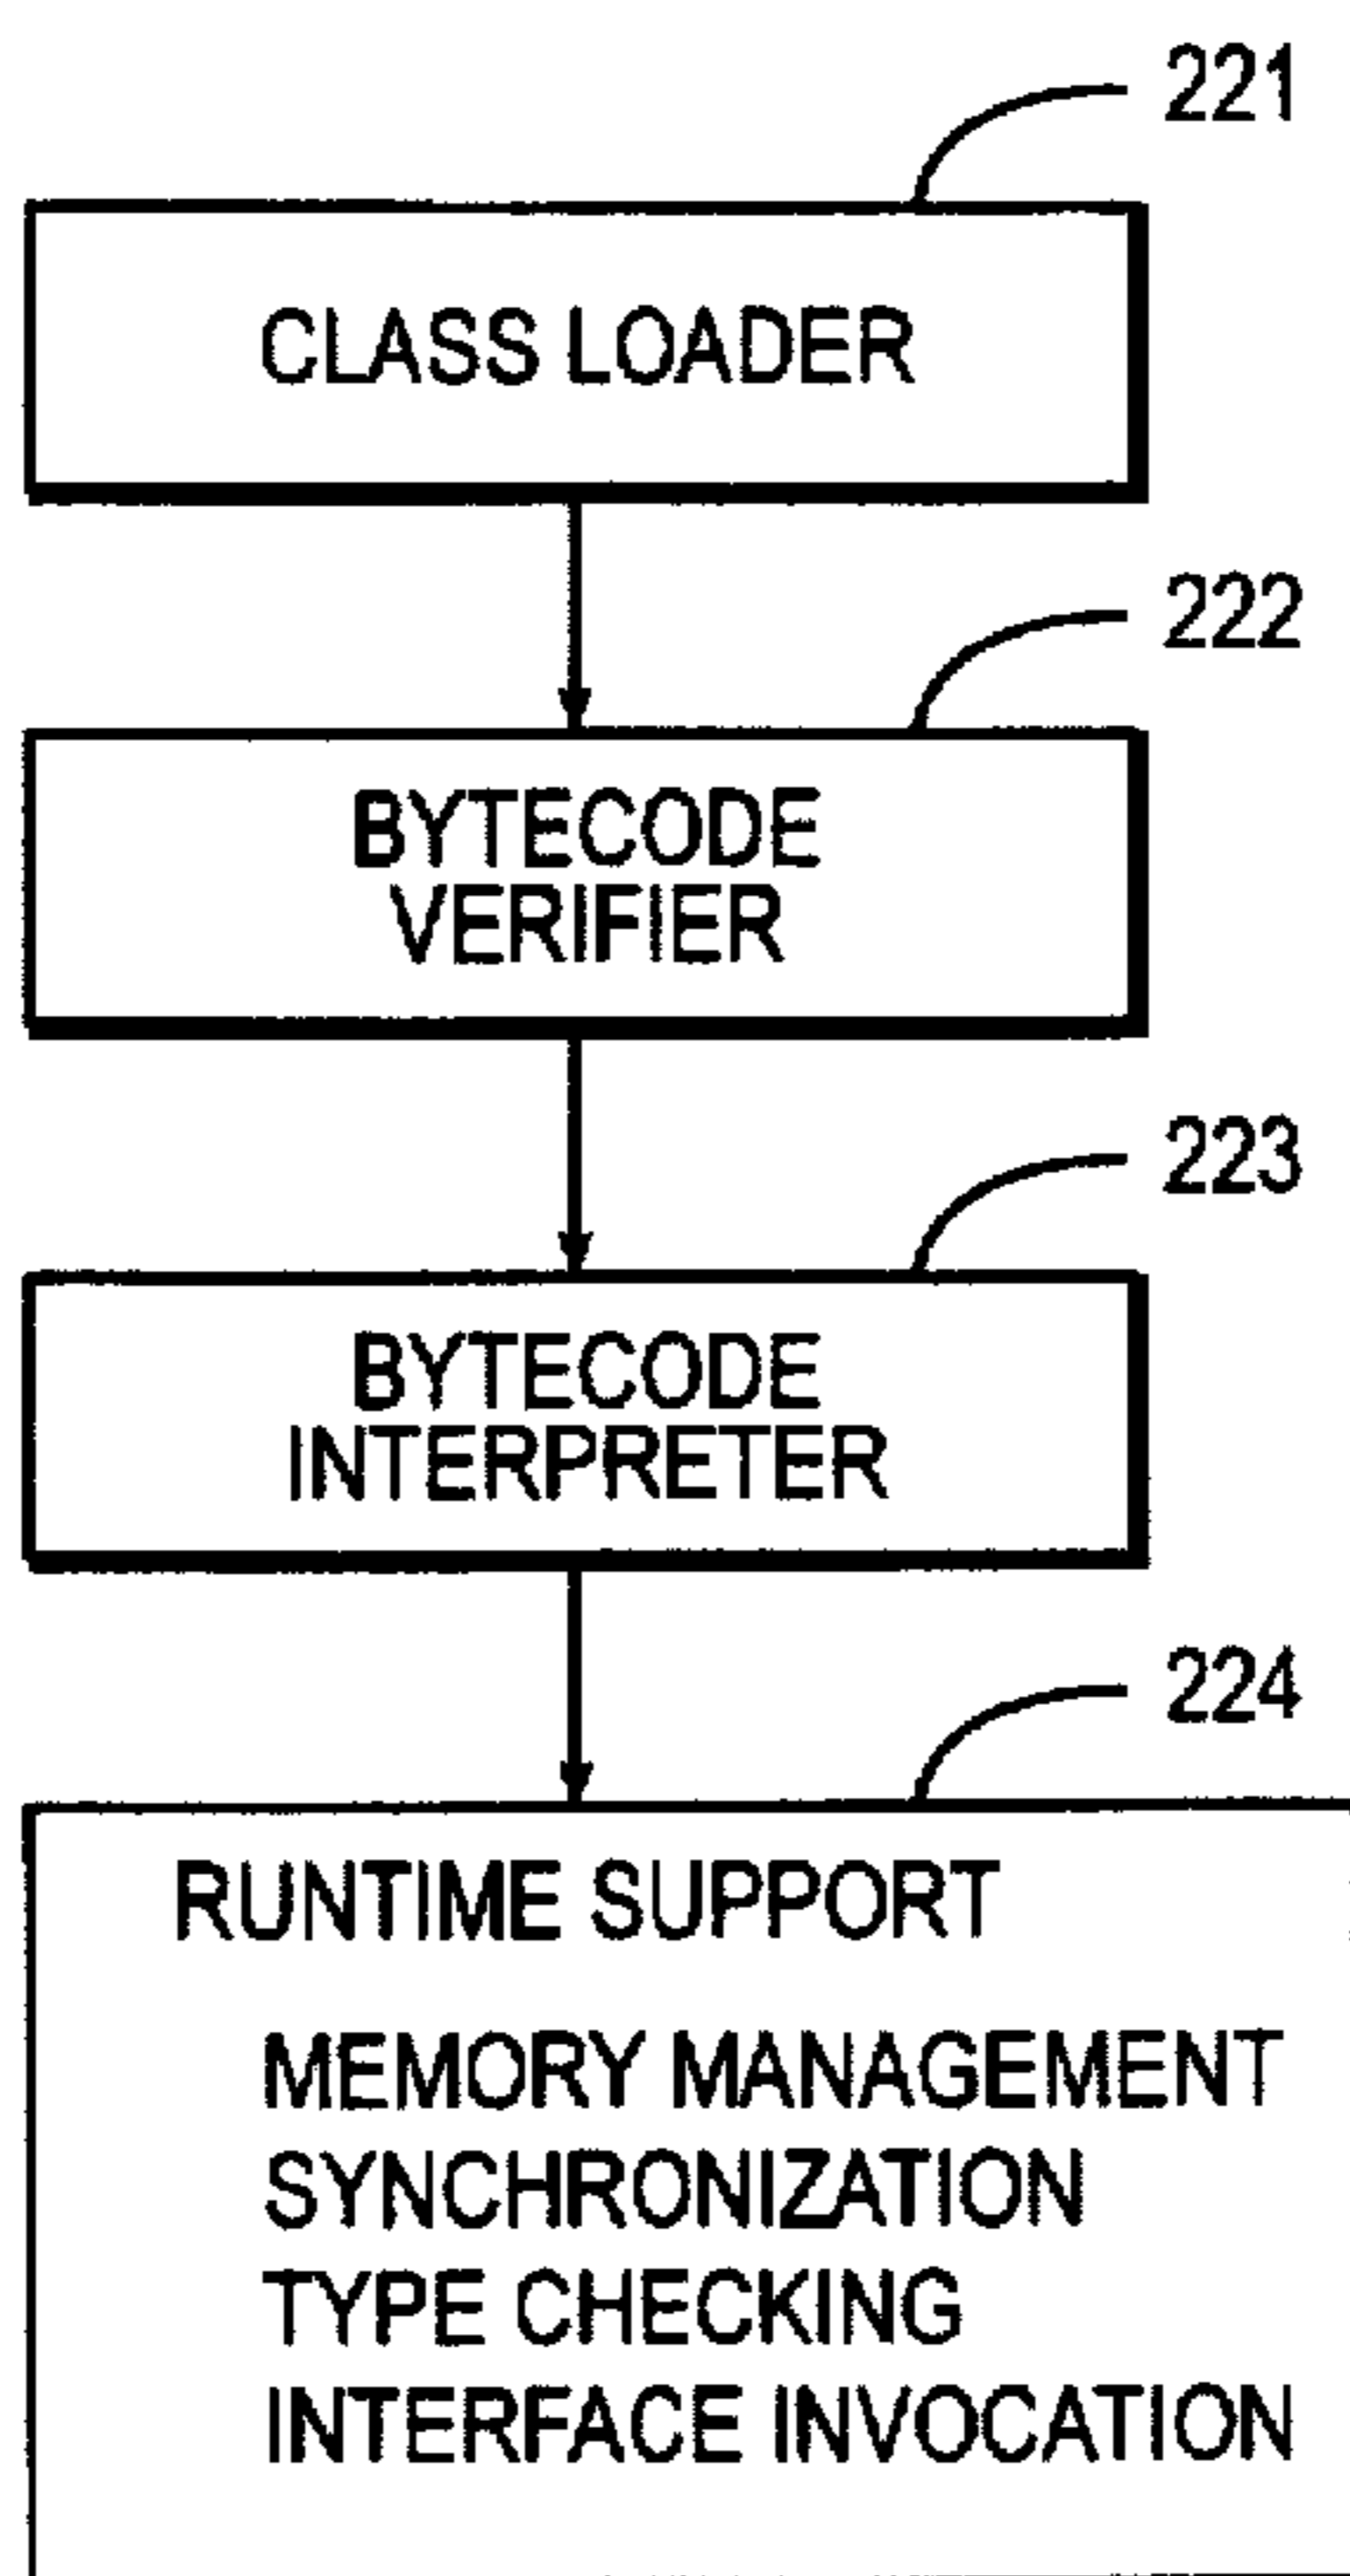 221
CLASS LOADER
222
BYTECODE
VERIFIER
223
BYTECODE
INTERPRETER
224
RUNTIME SUPPORT
MEMORY MANAGEMENT
SYNCHRONIZATION
TYPE CHECKING
INTERFACE INVOCATION